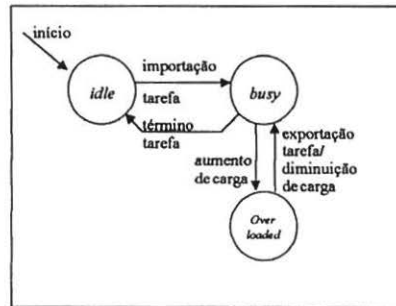 início
importação
tarefa
idle
busy
término
tarefa
aumento
de carga
exportação
tarefa/
diminuição
de carga
Over
loaded